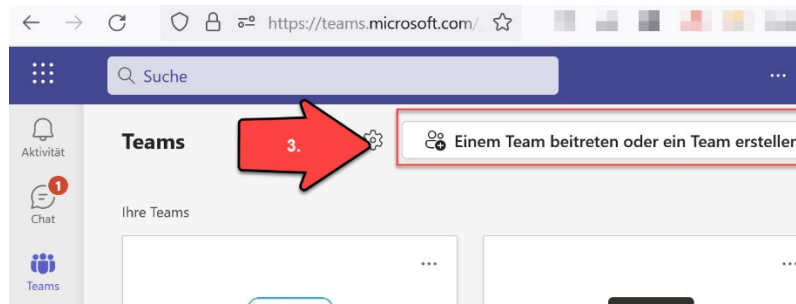 https://teams.microsoft.com/
Suche
Aktivität
Teams
3.
Einem Team beitreten oder ein Team erstellen
1
Chat
Ihre Teams
Teams